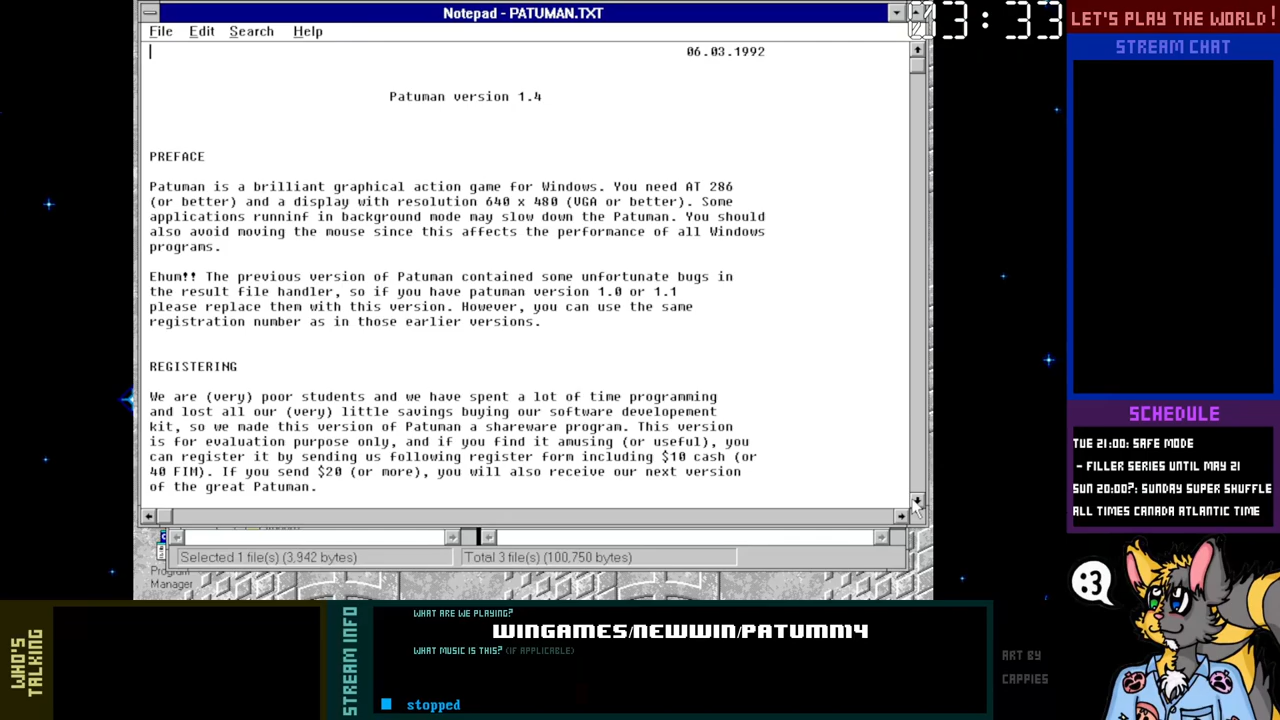 Notepad - PATUMAN.TXT
File Edit Search Help
06.03.1992
Patuman version 1.4
PREFACE
Patuman is a brilliant graphical action game for Windows. You need AT 286
(or better) and a display with resolution 640 x 480 (VGA or better). Some
applications runninf in background mode may slow down the Patuman. You should
also avoid moving the mouse since this affects the performance of all Windows
programs.
Ehum!! The previous version of Patuman contained some unfortunate bugs in
the result file handler, so if you have patuman version 1.0 or 1.1
please replace them with this version. However, you can use the same
registration number as in those earlier versions.
REGISTERING
We are (very) poor students and we have spent a lot of time programming
and lost all our (very) little savings buying our software developement
kit, so we made this version of Patuman a shareware program. This version
is for evaluation purpose only, and if you find it amusing (or useful), you
can register it by sending us following register form including $10 cash (or
40 FIM). If you send $20 (or more), you will also receive our next version
of the great Patuman.
Selected 1 file(s) (3,942 bytes) Total 3 file(s) (100,750 bytes)
Program
Manager
03:33
LET'S PLAY THE WORLD!
STREAM CHAT
SCHEDULE
TUE 21:00: SAFE MODE
- FILLER SERIES UNTIL MAY 21
SUN 20:00?: SUNDAY SUPER SHUFFLE
ALL TIMES CANADA ATLANTIC TIME
:3
WHO'S
TALKING
STREAM INFO
WHAT ARE WE PLAYING?
WINGAMES/NEWWIN/PATUMN14
WHAT MUSIC IS THIS? (IF APPLICABLE)
stopped
ART BY
CAPPIES